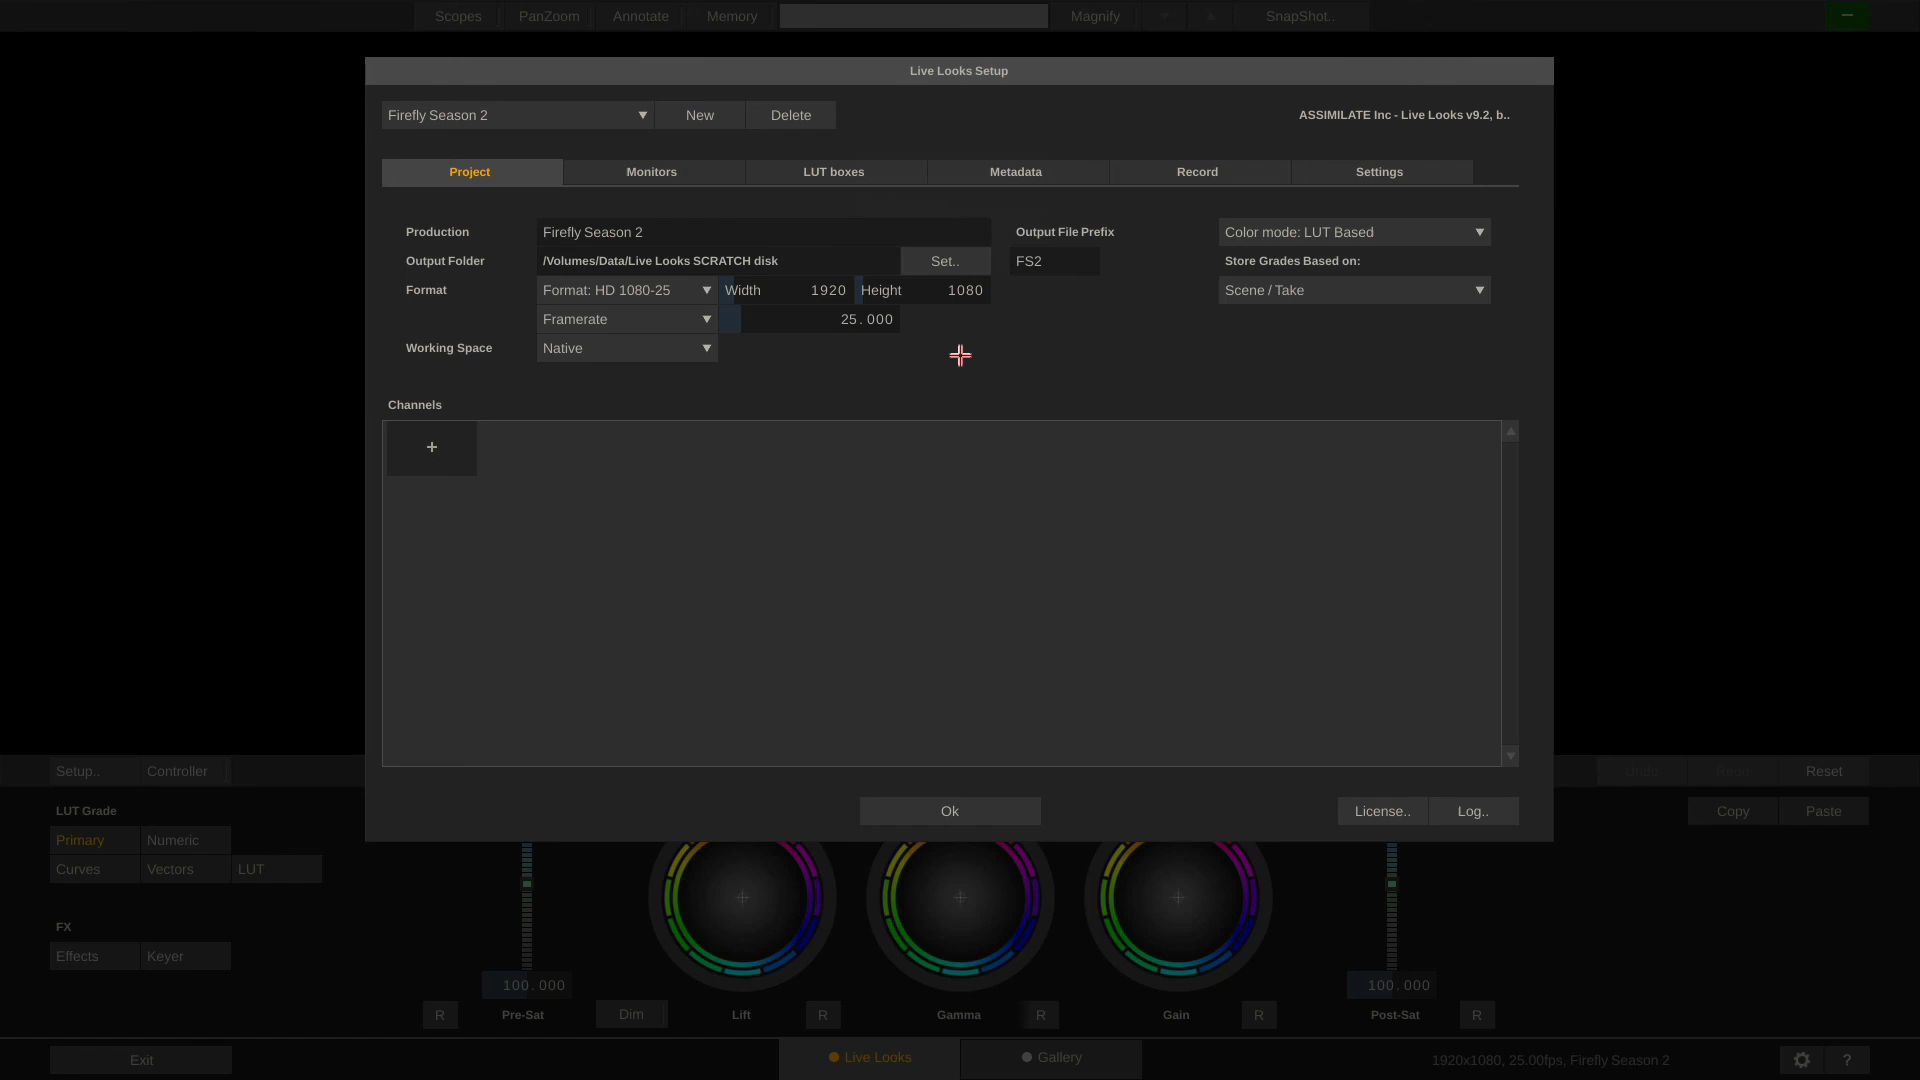 Scopes PanZoom Annotate Memory Magnify SnapShot..
Live Looks Setup
Firefly Season 2 New Delete ASSIMILATE Inc - Live Looks v9.2, b..
Project Monitors LUT boxes Metadata Record Settings
Production Firefly Season 2 Output File Prefix Color mode: LUT Based
Output Folder /Volumes/Data/Live Looks SCRATCH disk Set.. FS2 Store Grades Based on:
Format Format: HD 1080-25 Width 1920 Height 1080 Scene / Take
Framerate 25.000
Working Space Native
Channels
+
Setup.. Controller Undo Redo Reset
Ok License.. Log..
LUT Grade Copy Paste
Primary Numeric
Curves Vectors LUT
FX
Effects Keyer
100.000 100.000
R Pre-Sat Dim Lift R Gamma R Gain R Post-Sat R
Exit Live Looks Gallery 1920x1080, 25.00fps, Firefly Season 2 ?